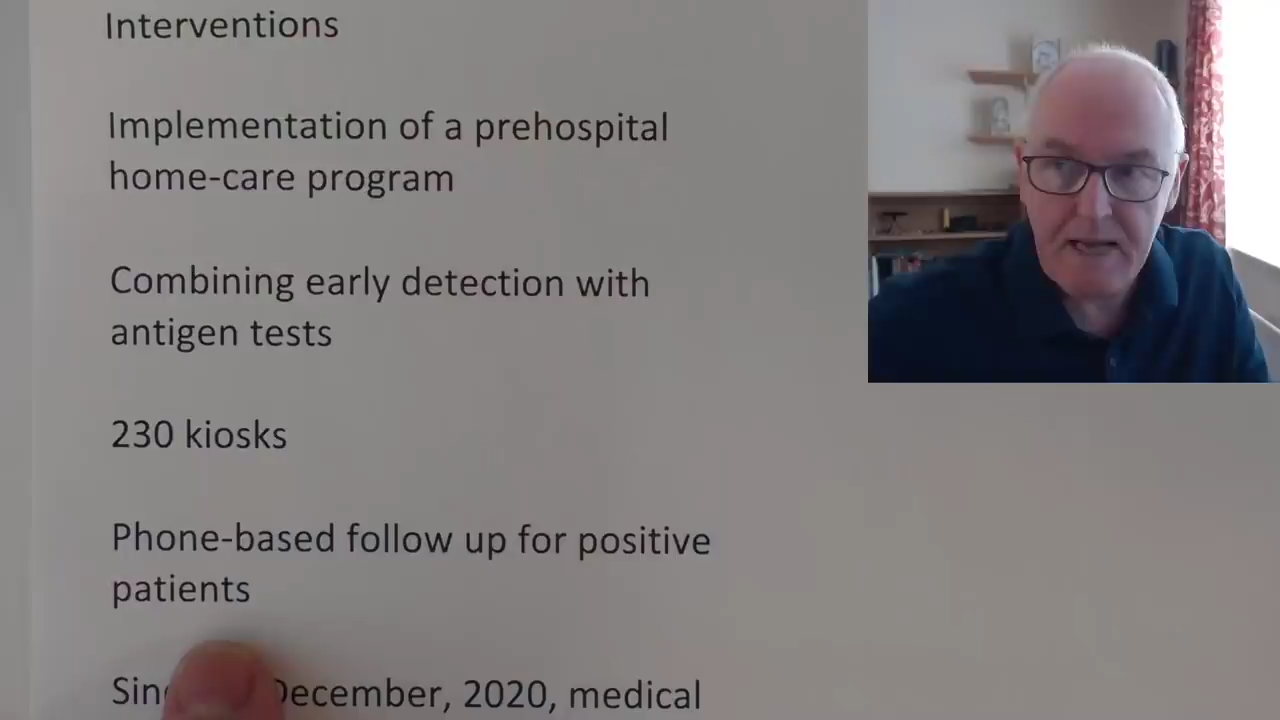 Interventions
Implementation of a prehospital
home-care program
Combining early detection with
antigen tests
230 kiosks
Phone-based follow up for positive
patients
December, 2020, medical